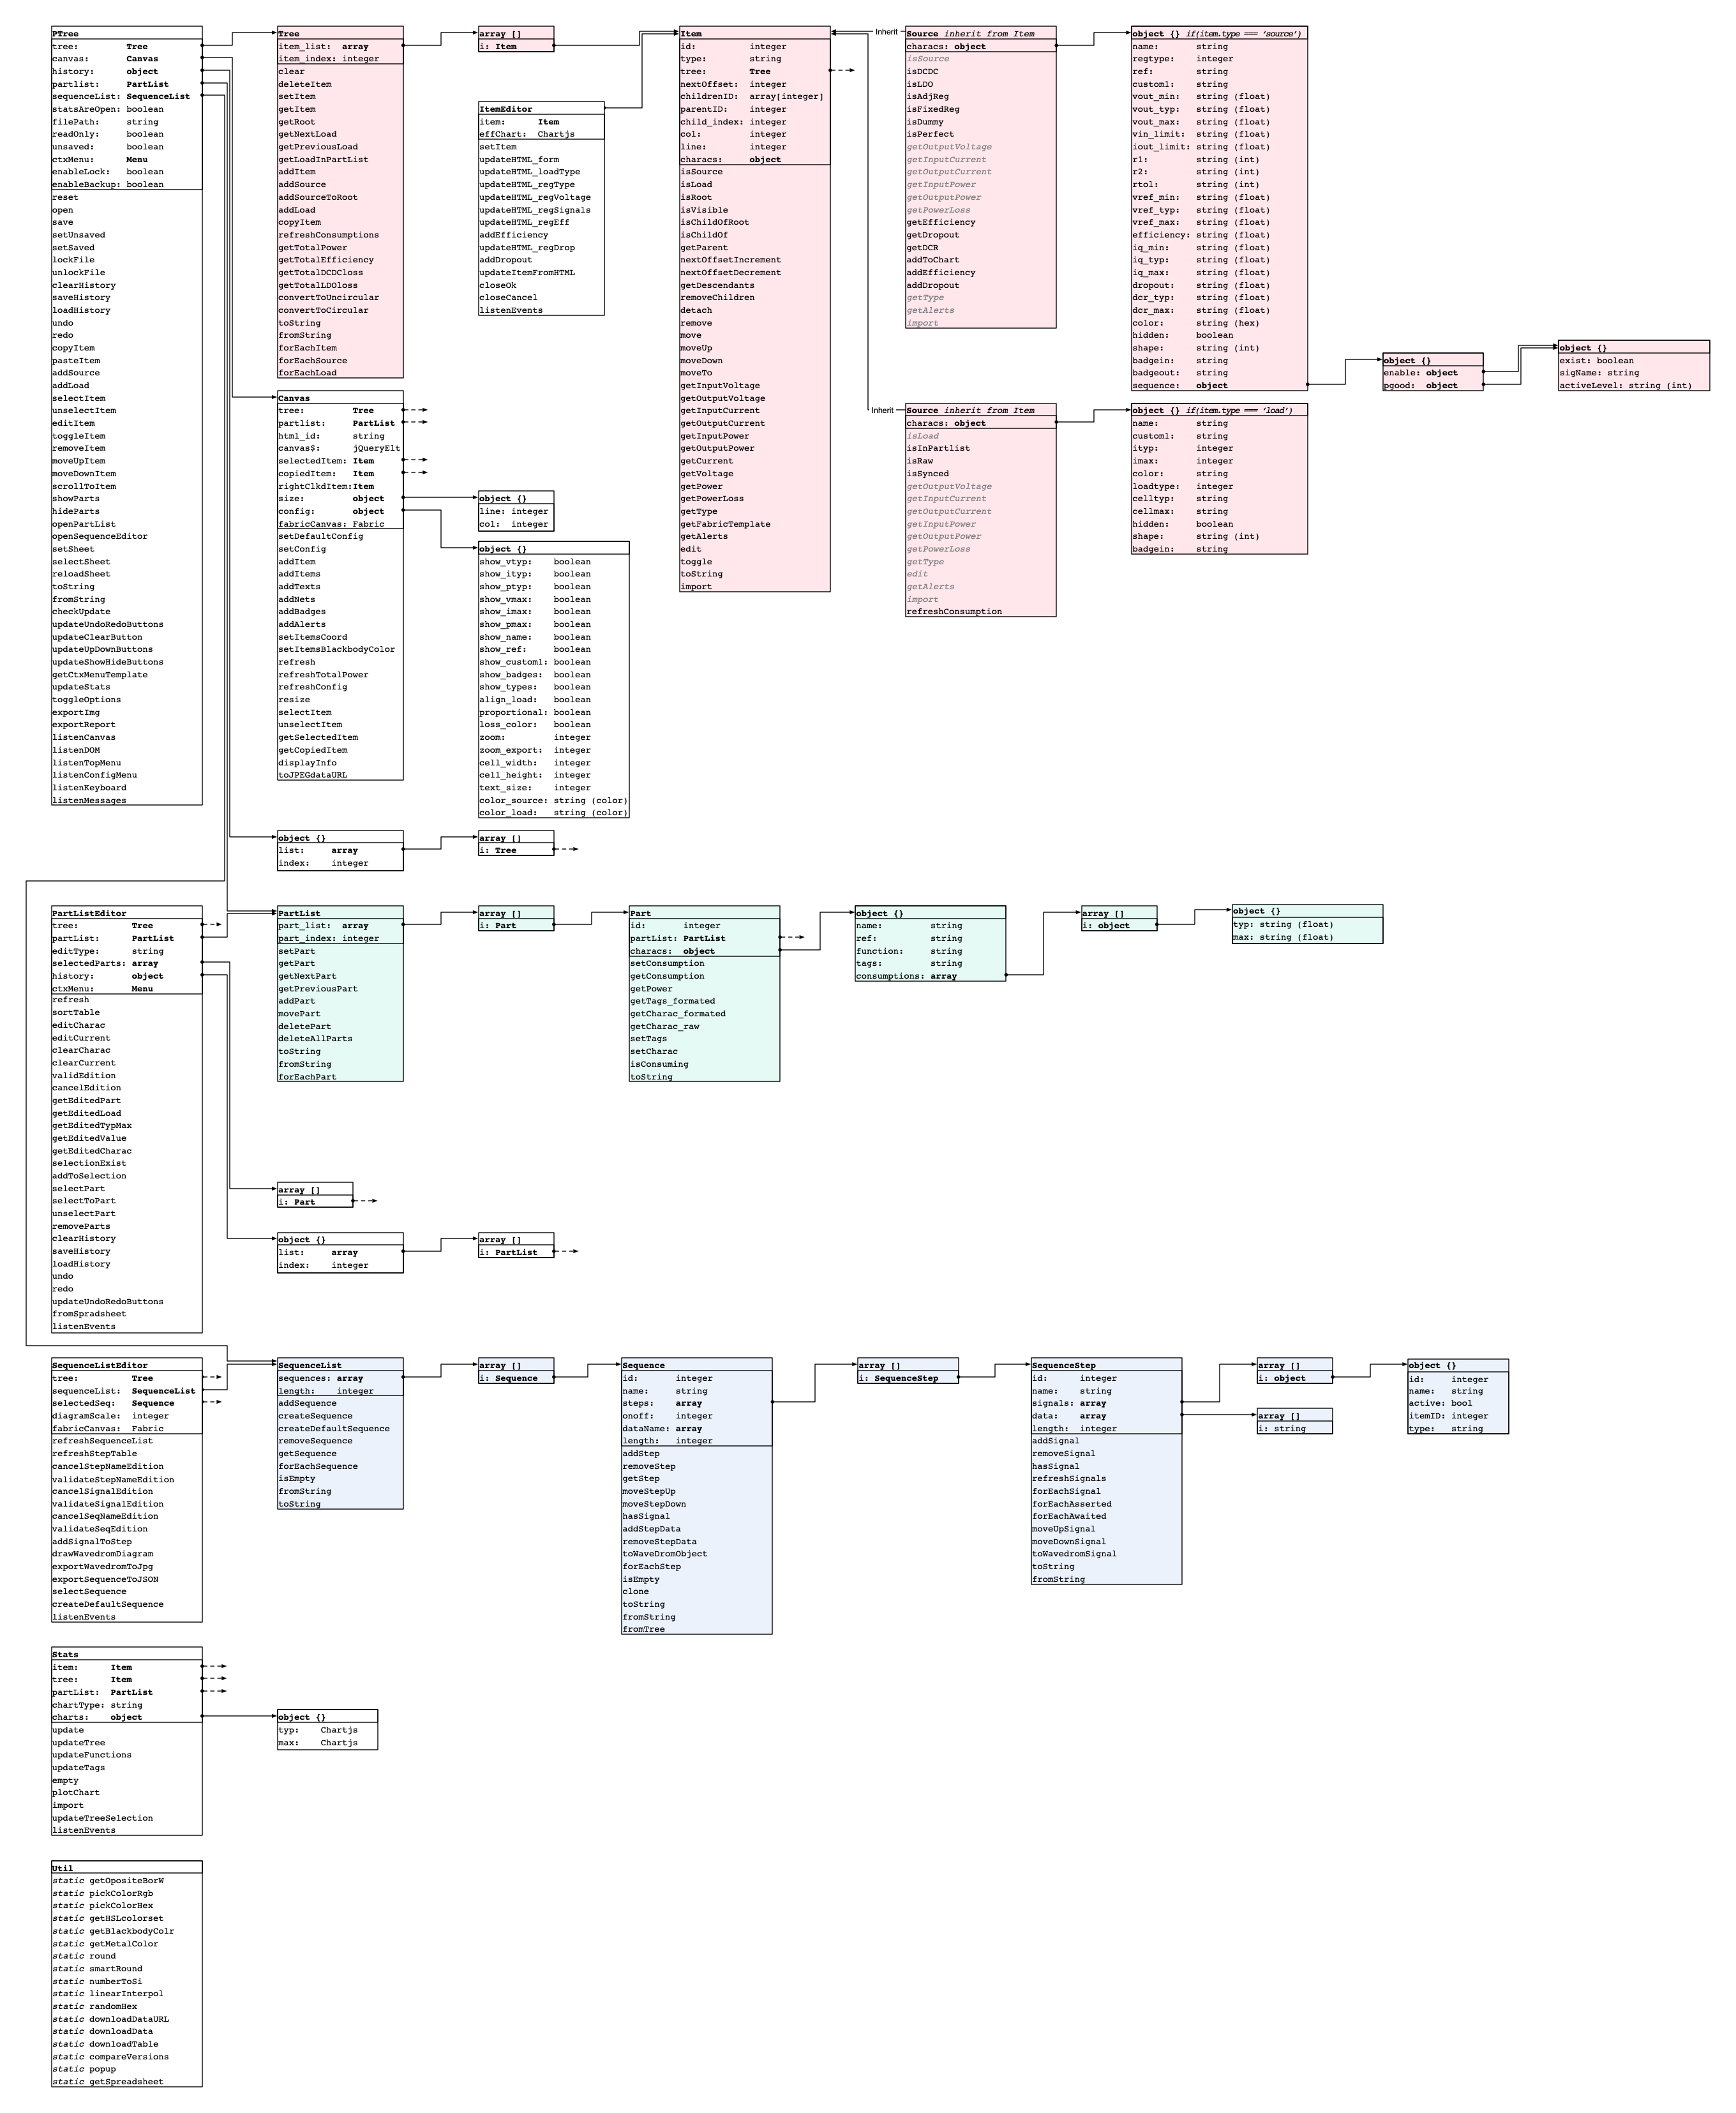 PTree
tree: Tree
canvas: Canvas
history: object
partlist: PartList
sequenceList: SequenceList
statsAreOpen: boolean
filePath: string
readOnly: boolean
unsaved: boolean
ctxMenu: Menu
enableLock: boolean
enableBackup: boolean
reset
open
save
setUnsaved
setSaved
lockFile
unlockFile
clearHistory
saveHistory
loadHistory
undo
redo
copyItem
pasteItem
addSource
addLoad
selectItem
unselectItem
editItem
toggleItem
removeItem
moveUpItem
moveDownItem
scrollToItem
showParts
hideParts
openPartList
openSequenceEditor
setSheet
selectSheet
reloadSheet
toString
fromString
checkUpdate
updateUndoRedoButtons
updateClearButton
updateUpDownButtons
updateShowHideButtons
getCtxMenuTemplate
updateStats
toggleOptions
exportImg
exportReport
listenCanvas
listenDOM
listenTopMenu
listenConfigMenu
listenKeyboard
listenMessages
Tree
item_list: array
item_index: integer
clear
deleteItem
setItem
getItem
getRoot
getNextLoad
getPreviousLoad
getLoadInPartList
addItem
addSource
addSourceToRoot
addLoad
copyItem
refreshConsumptions
getTotalPower
getTotalEfficiency
getTotalDCDCloss
getTotalLDOloss
convertToUncircular
convertToCircular
toString
fromString
forEachItem
forEachSource
forEachLoad
array []
i: Item
ItemEditor
item: Item
effChart: Chartjs
setItem
updateHTML_form
updateHTML_loadType
updateHTML_regType
updateHTML_regVoltage
updateHTML_regSignals
updateHTML_regEff
addEfficiency
updateHTML_regDrop
addDropout
updateItemFromHTML
closeOk
closeCancel
listenEvents
Item
id: integer
type: string
tree: Tree
nextOffset: integer
childrenID: array[integer]
parentID: integer
child_index: integer
col: integer
line: integer
characs: object
isSource
isLoad
isRoot
isVisible
isChildOfRoot
isChildOf
getParent
nextOffsetIncrement
nextOffsetDecrement
getDescendants
removeChildren
detach
remove
move
moveUp
moveDown
moveTo
getInputVoltage
getOutputVoltage
getInputCurrent
getOutputCurrent
getInputPower
getOutputPower
getCurrent
getVoltage
getPower
getPowerLoss
getType
getFabricTemplate
getAlerts
edit
toggle
toString
import
Inherit
Source inherit from Item
characs: object
isSource
isDCDC
isLDO
isAdjReg
isFixedReg
isDummy
isPerfect
getOutputVoltage
getInputCurrent
getOutputCurrent
getInputPower
getOutputPower
getPowerLoss
getEfficiency
getDropout
getDCR
addToChart
addEfficiency
addDropout
getType
getAlerts
import
object {} if(item.type === ‘source’)
name: string
regtype: integer
ref: string
custom1: string
vout_min: string (float)
vout_typ: string (float)
vout_max: string (float)
vin_limit: string (float)
iout_limit: string (float)
r1: string (int)
r2: string (int)
rtol: string (int)
vref_min: string (float)
vref_typ: string (float)
vref_max: string (float)
efficiency: string (float)
iq_min: string (float)
iq_typ: string (float)
iq_max: string (float)
dropout: string (float)
dcr_typ: string (float)
dcr_max: string (float)
color: string (hex)
hidden: boolean
shape: string (int)
badgein: string
badgeout: string
sequence: object
object {}
enable: object
pgood: object
object {}
exist: boolean
sigName: string
activeLevel: string (int)
Canvas
tree: Tree
partlist: PartList
html_id: string
canvas$: jQueryElt
selectedItem: Item
copiedItem: Item
rightClkdItem:Item
size: object
config: object
fabricCanvas: Fabric
setDefaultConfig
setConfig
addItem
addItems
addTexts
addNets
addBadges
addAlerts
setItemsCoord
setItemsBlackbodyColor
refresh
refreshTotalPower
refreshConfig
resize
selectItem
unselectItem
getSelectedItem
getCopiedItem
displayInfo
toJPEGdataURL
object {}
line: integer
col: integer
object {}
show_vtyp: boolean
show_ityp: boolean
show_ptyp: boolean
show_vmax: boolean
show_imax: boolean
show_pmax: boolean
show_name: boolean
show_ref: boolean
show_custom1: boolean
show_badges: boolean
show_types: boolean
align_load: boolean
proportional: boolean
loss_color: boolean
zoom: integer
zoom_export: integer
cell_width: integer
cell_height: integer
text_size: integer
color_source: string (color)
color_load: string (color)
Inherit
Source inherit from Item
characs: object
isLoad
isInPartlist
isRaw
isSynced
getOutputVoltage
getInputCurrent
getOutputCurrent
getInputPower
getOutputPower
getPowerLoss
getType
edit
getAlerts
import
refreshConsumption
object {} if(item.type === ‘load’)
name: string
custom1: string
ityp: integer
imax: integer
color: string
loadtype: integer
celltyp: string
cellmax: string
hidden: boolean
shape: string (int)
badgein: string
object {}
list: array
index: integer
array []
i: Tree
PartListEditor
tree: Tree
partList: PartList
editType: string
selectedParts: array
history: object
ctxMenu: Menu
refresh
sortTable
editCharac
editCurrent
clearCharac
clearCurrent
validEdition
cancelEdition
getEditedPart
getEditedLoad
getEditedTypMax
getEditedValue
getEditedCharac
selectionExist
addToSelection
selectPart
selectToPart
unselectPart
removeParts
clearHistory
saveHistory
loadHistory
undo
redo
updateUndoRedoButtons
fromSpradsheet
listenEvents
PartList
part_list: array
part_index: integer
setPart
getPart
getNextPart
getPreviousPart
addPart
movePart
deletePart
deleteAllParts
toString
fromString
forEachPart
array []
i: Part
Part
id: integer
partList: PartList
characs: object
setConsumption
getConsumption
getPower
getTags_formated
getCharac_formated
getCharac_raw
setTags
setCharac
isConsuming
toString
object {}
name: string
ref: string
function: string
tags: string
consumptions: array
array []
i: object
object {}
typ: string (float)
max: string (float)
array []
i: Part
object {}
list: array
index: integer
array []
i: PartList
SequenceListEditor
tree: Tree
sequenceList: SequenceList
selectedSeq: Sequence
diagramScale: integer
fabricCanvas: Fabric
refreshSequenceList
refreshStepTable
cancelStepNameEdition
validateStepNameEdition
cancelSignalEdition
validateSignalEdition
cancelSeqNameEdition
validateSeqEdition
addSignalToStep
drawWavedromDiagram
exportWavedromToJpg
exportSequenceToJSON
selectSequence
createDefaultSequence
listenEvents
SequenceList
sequences: array
length: integer
addSequence
createSequence
createDefaultSequence
removeSequence
getSequence
forEachSequence
isEmpty
fromString
toString
array []
i: Sequence
Sequence
id: integer
name: string
steps: array
onoff: integer
dataName: array
length: integer
addStep
removeStep
getStep
moveStepUp
moveStepDown
hasSignal
addStepData
removeStepData
toWaveDromObject
forEachStep
isEmpty
clone
toString
fromString
fromTree
array []
i: SequenceStep
SequenceStep
id: integer
name: string
signals: array
data: array
length: integer
addSignal
removeSignal
hasSignal
refreshSignals
forEachSignal
forEachAsserted
forEachAwaited
moveUpSignal
moveDownSignal
toWavedromSignal
toString
fromString
array []
i: object
array []
i: string
object {}
id: integer
name: string
active: bool
itemID: integer
type: string
Stats
item: Item
tree: Item
partList: PartList
chartType: string
charts: object
update
updateTree
updateFunctions
updateTags
empty
plotChart
import
updateTreeSelection
listenEvents
object {}
typ: Chartjs
max: Chartjs
Util
static getOpositeBorW
static pickColorRgb
static pickColorHex
static getHSLcolorset
static getBlackbodyColr
static getMetalColor
static round
static smartRound
static numberToSi
static linearInterpol
static randomHex
static downloadDataURL
static downloadData
static downloadTable
static compareVersions
static popup
static getSpreadsheet